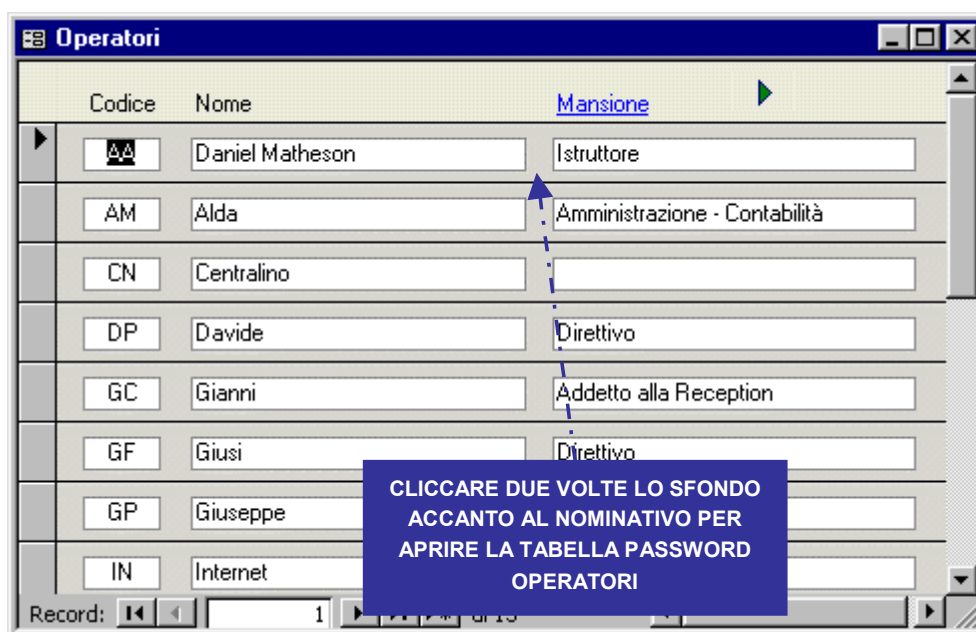 Operatori
Codice Nome Mansione
AA Daniel Matheson Istruttore
AM Alda Amministrazione - Contabilità
CN Centralino
DP Davide Direttivo
GC Gianni Addetto alla Reception
GF Giusi Direttivo
GP Giuseppe
IN Internet
CLICCARE DUE VOLTE LO SFONDO
ACCANTO AL NOMINATIVO PER
APRIRE LA TABELLA PASSWORD
OPERATORI
Record: 1